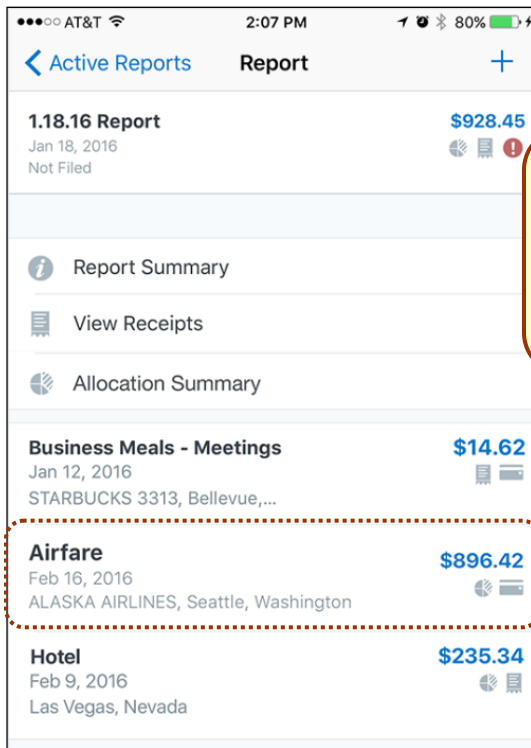 AT&T 2:07 PM 80%
Active Reports Report +
1.18.16 Report $928.45
Jan 18, 2016
Not Filed
Report Summary
View Receipts
Allocation Summary
Business Meals - Meetings $14.62
Jan 12, 2016
STARBUCKS 3313, Bellevue,...
Airfare $896.42
Feb 16, 2016
ALASKA AIRLINES, Seattle, Washington
Hotel $235.34
Feb 9, 2016
Las Vegas, Nevada